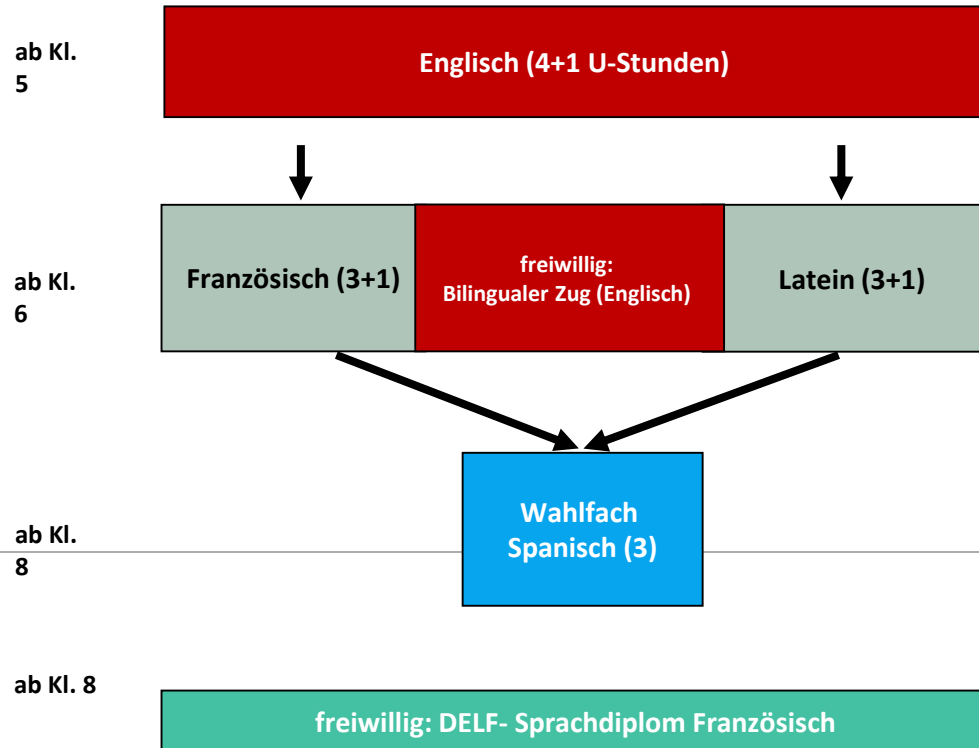 ab Kl.
5
Englisch (4+1 U-Stunden)
ab Kl.
6
Französisch (3+1)
freiwillig:
Bilingualer Zug (Englisch)
Latein (3+1)
ab Kl.
8
Wahlfach
Spanisch (3)
ab Kl. 8
freiwillig: DELF- Sprachdiplom Französisch